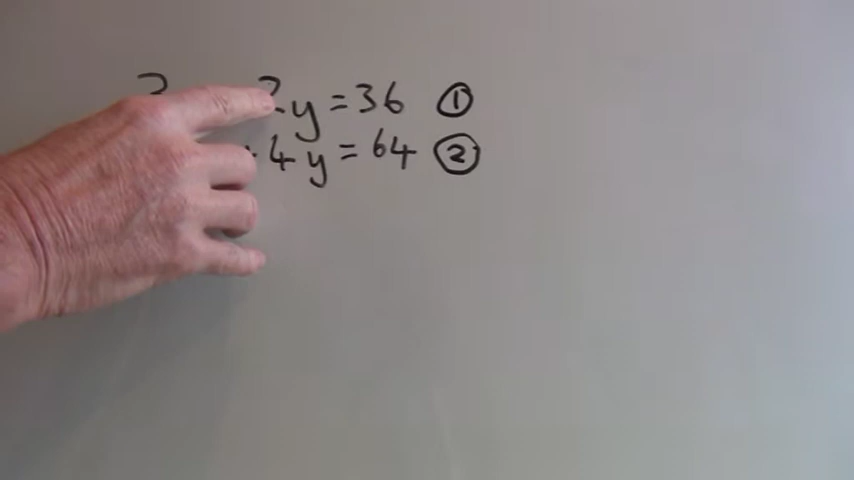 2y = 36 ①
4y = 64 ②